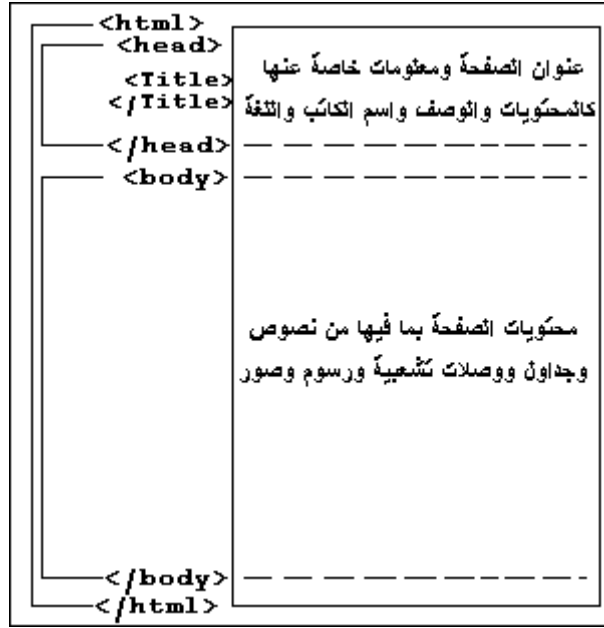 <html>
<head>
<Title>
</Title>
عنوان الصفحة ومعلومات خاصة عنها
كالمحتويات والوصف واسم الكاتب واللغة
</head>
<body>
محتويات الصفحة بما فيها من نصوص
وجداول ووصلات تشعبية ورسوم وصور
</body>
</html>